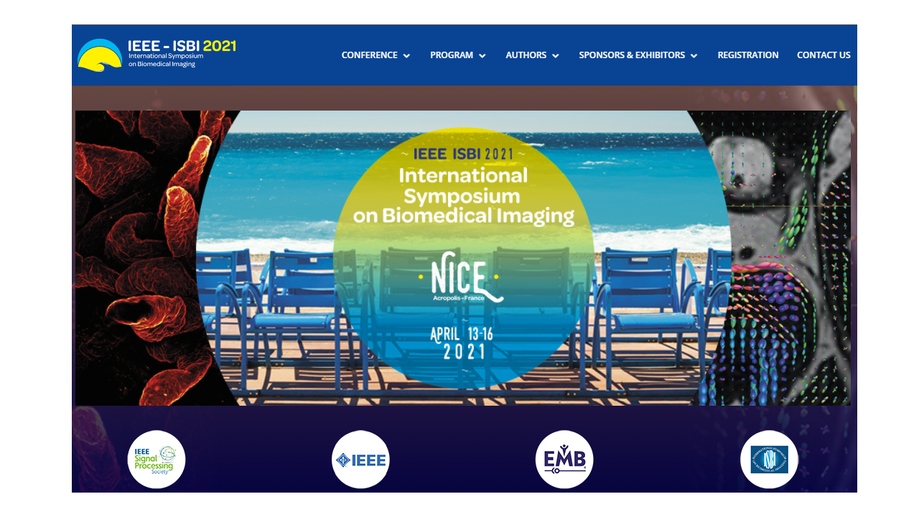 IEEE - ISBI 2021
International Symposium
on Biomedical Imaging
CONFERENCE
PROGRAM
AUTHORS
SPONSORS & EXHIBITORS
REGISTRATION
CONTACT US
IEEE ISBI 2021
International
Symposium
on Biomedical Imaging
NICE
Acropolis - France
APRIL 13-16
2021
IEEE
Signal
Processing
Society
IEEE
EMB